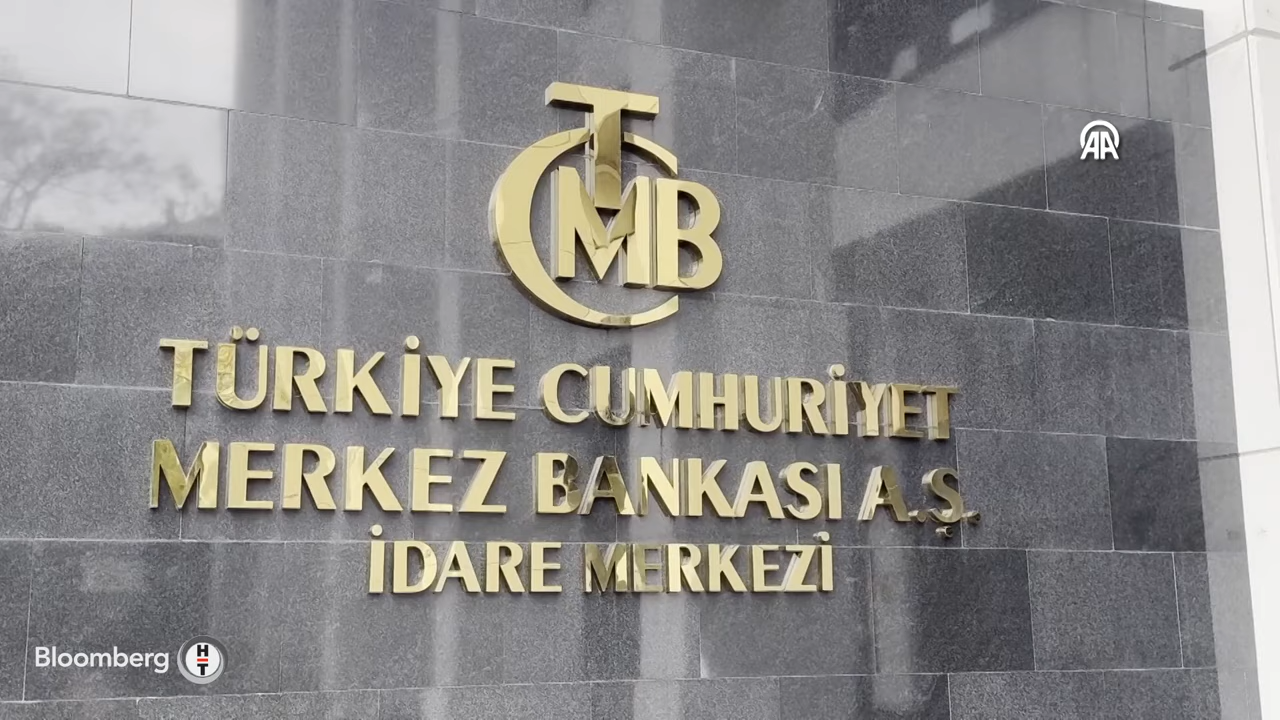 AA
TCMB
TÜRKİYE CUMHURİYET
MERKEZ BANKASI A.Ş.
İDARE MERKEZİ
Bloomberg HT